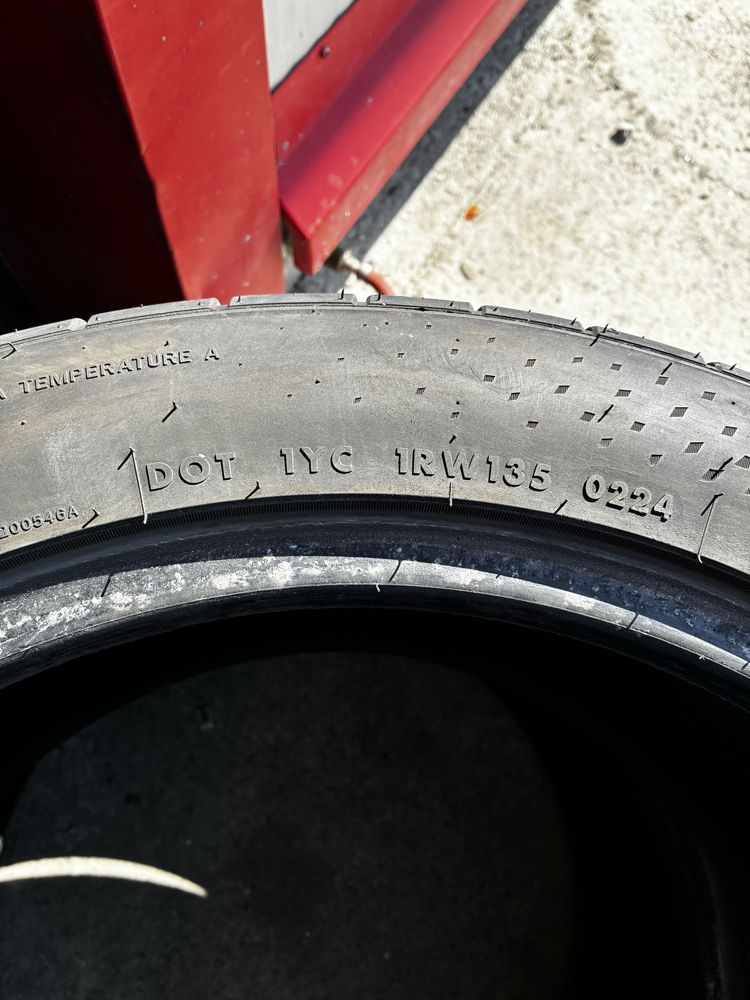 TEMPERATURE A
DOT 1YC 1RW135 0224
200546A